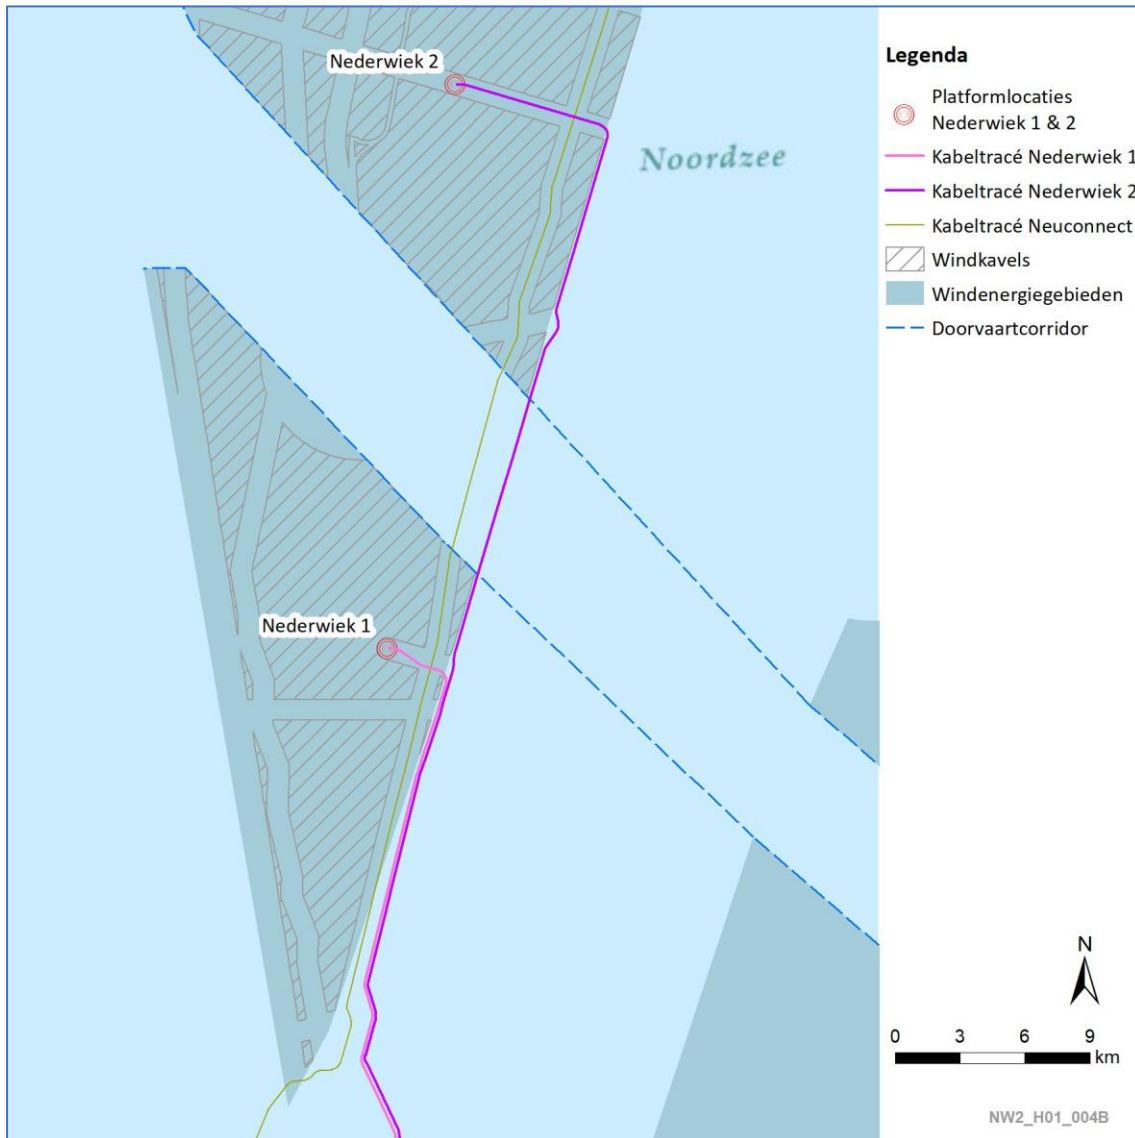 Nederwiek 2
Noordzee
Nederwiek 1
Legenda
Platformlocaties
Nederwiek 1 & 2
Kabeltracé Nederwiek 1
Kabeltracé Nederwiek 2
Kabeltracé Neuconnect
Windkavels
Windenergiegebieden
Doorvaartcorridor
N
0 3 6 9
km
NW2_H01_004B